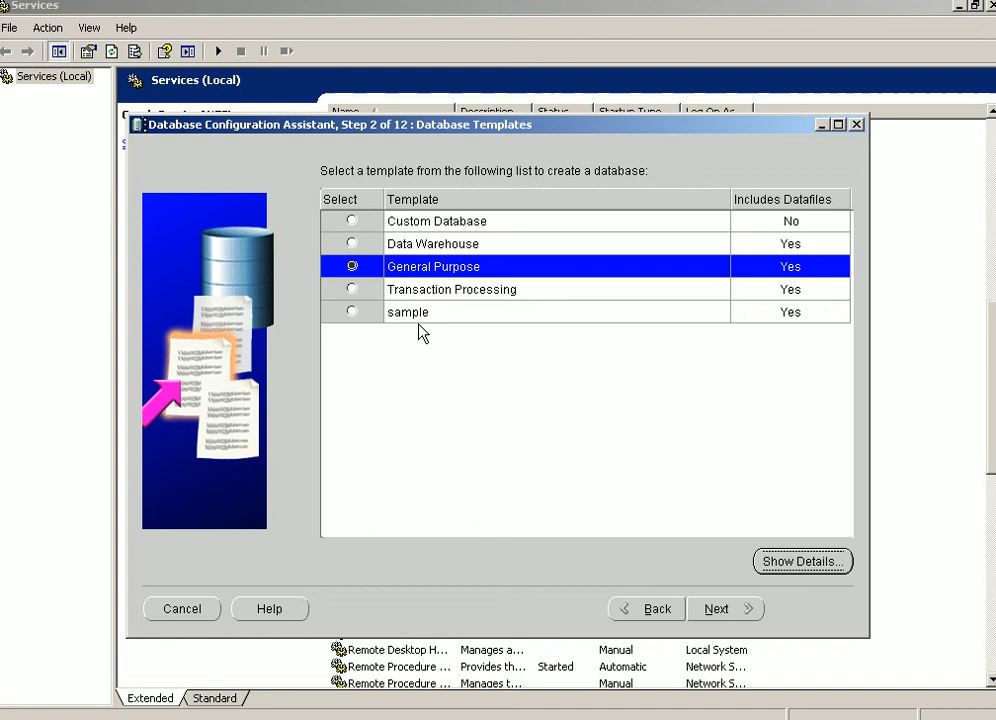 Services
File Action View Help
Services (Local)
Services (Local)
Database Configuration Assistant, Step 2 of 12 : Database Templates
Select a template from the following list to create a database:
Select Template Includes Datafiles
Custom Database No
Data Warehouse Yes
General Purpose Yes
Transaction Processing Yes
sample Yes
Show Details...
Cancel Help Back Next
Remote Desktop H... Manages a... Manual Local System
Remote Procedure ... Provides th... Started Automatic Network S...
Remote Procedure ... Manages t... Manual Network S...
Extended Standard